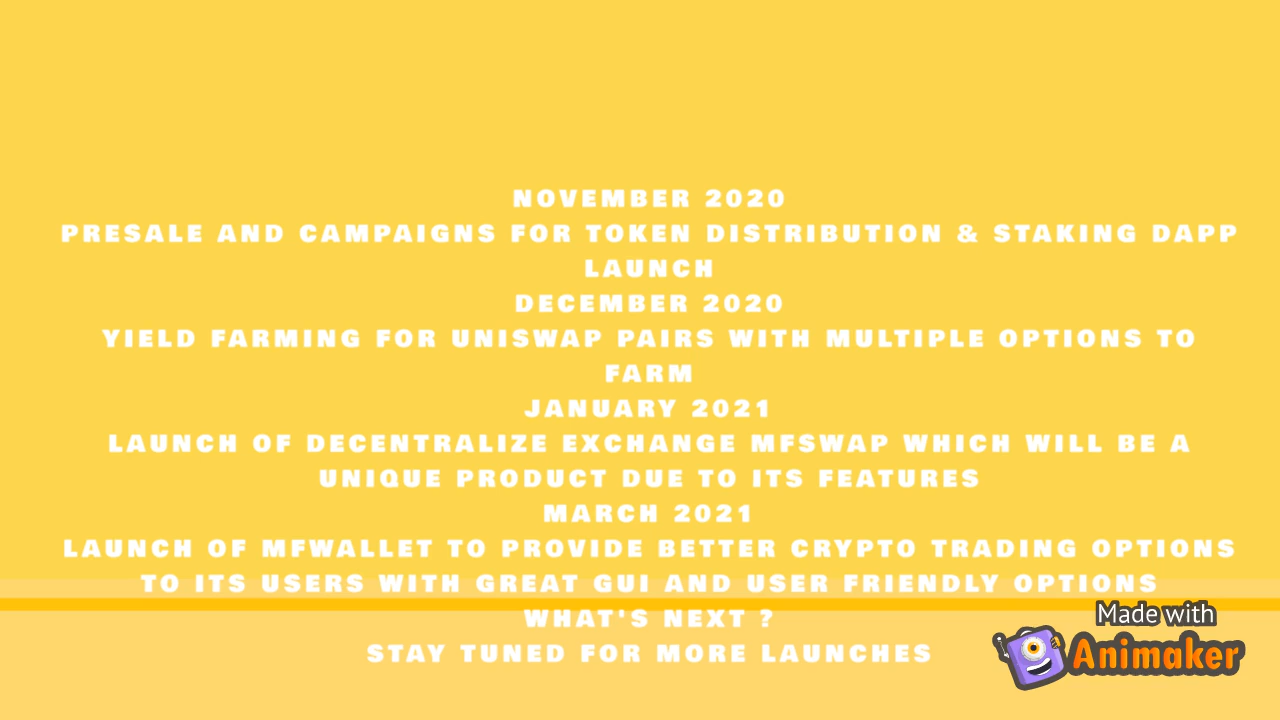 NOVEMBER 2020
PRESALE AND CAMPAIGNS FOR TOKEN DISTRIBUTION & STAKING DAPP
LAUNCH
DECEMBER 2020
YIELD FARMING FOR UNISWAP PAIRS WITH MULTIPLE OPTIONS TO
FARM
JANUARY 2021
LAUNCH OF DECENTRALIZE EXCHANGE MFSWAP WHICH WILL BE A
UNIQUE PRODUCT DUE TO ITS FEATURES
MARCH 2021
LAUNCH OF MFWALLET TO PROVIDE BETTER CRYPTO TRADING OPTIONS
TO ITS USERS WITH GREAT GUI AND USER FRIENDLY OPTIONS
WHAT'S NEXT ?
STAY TUNED FOR MORE LAUNCHES
Made with
Animaker